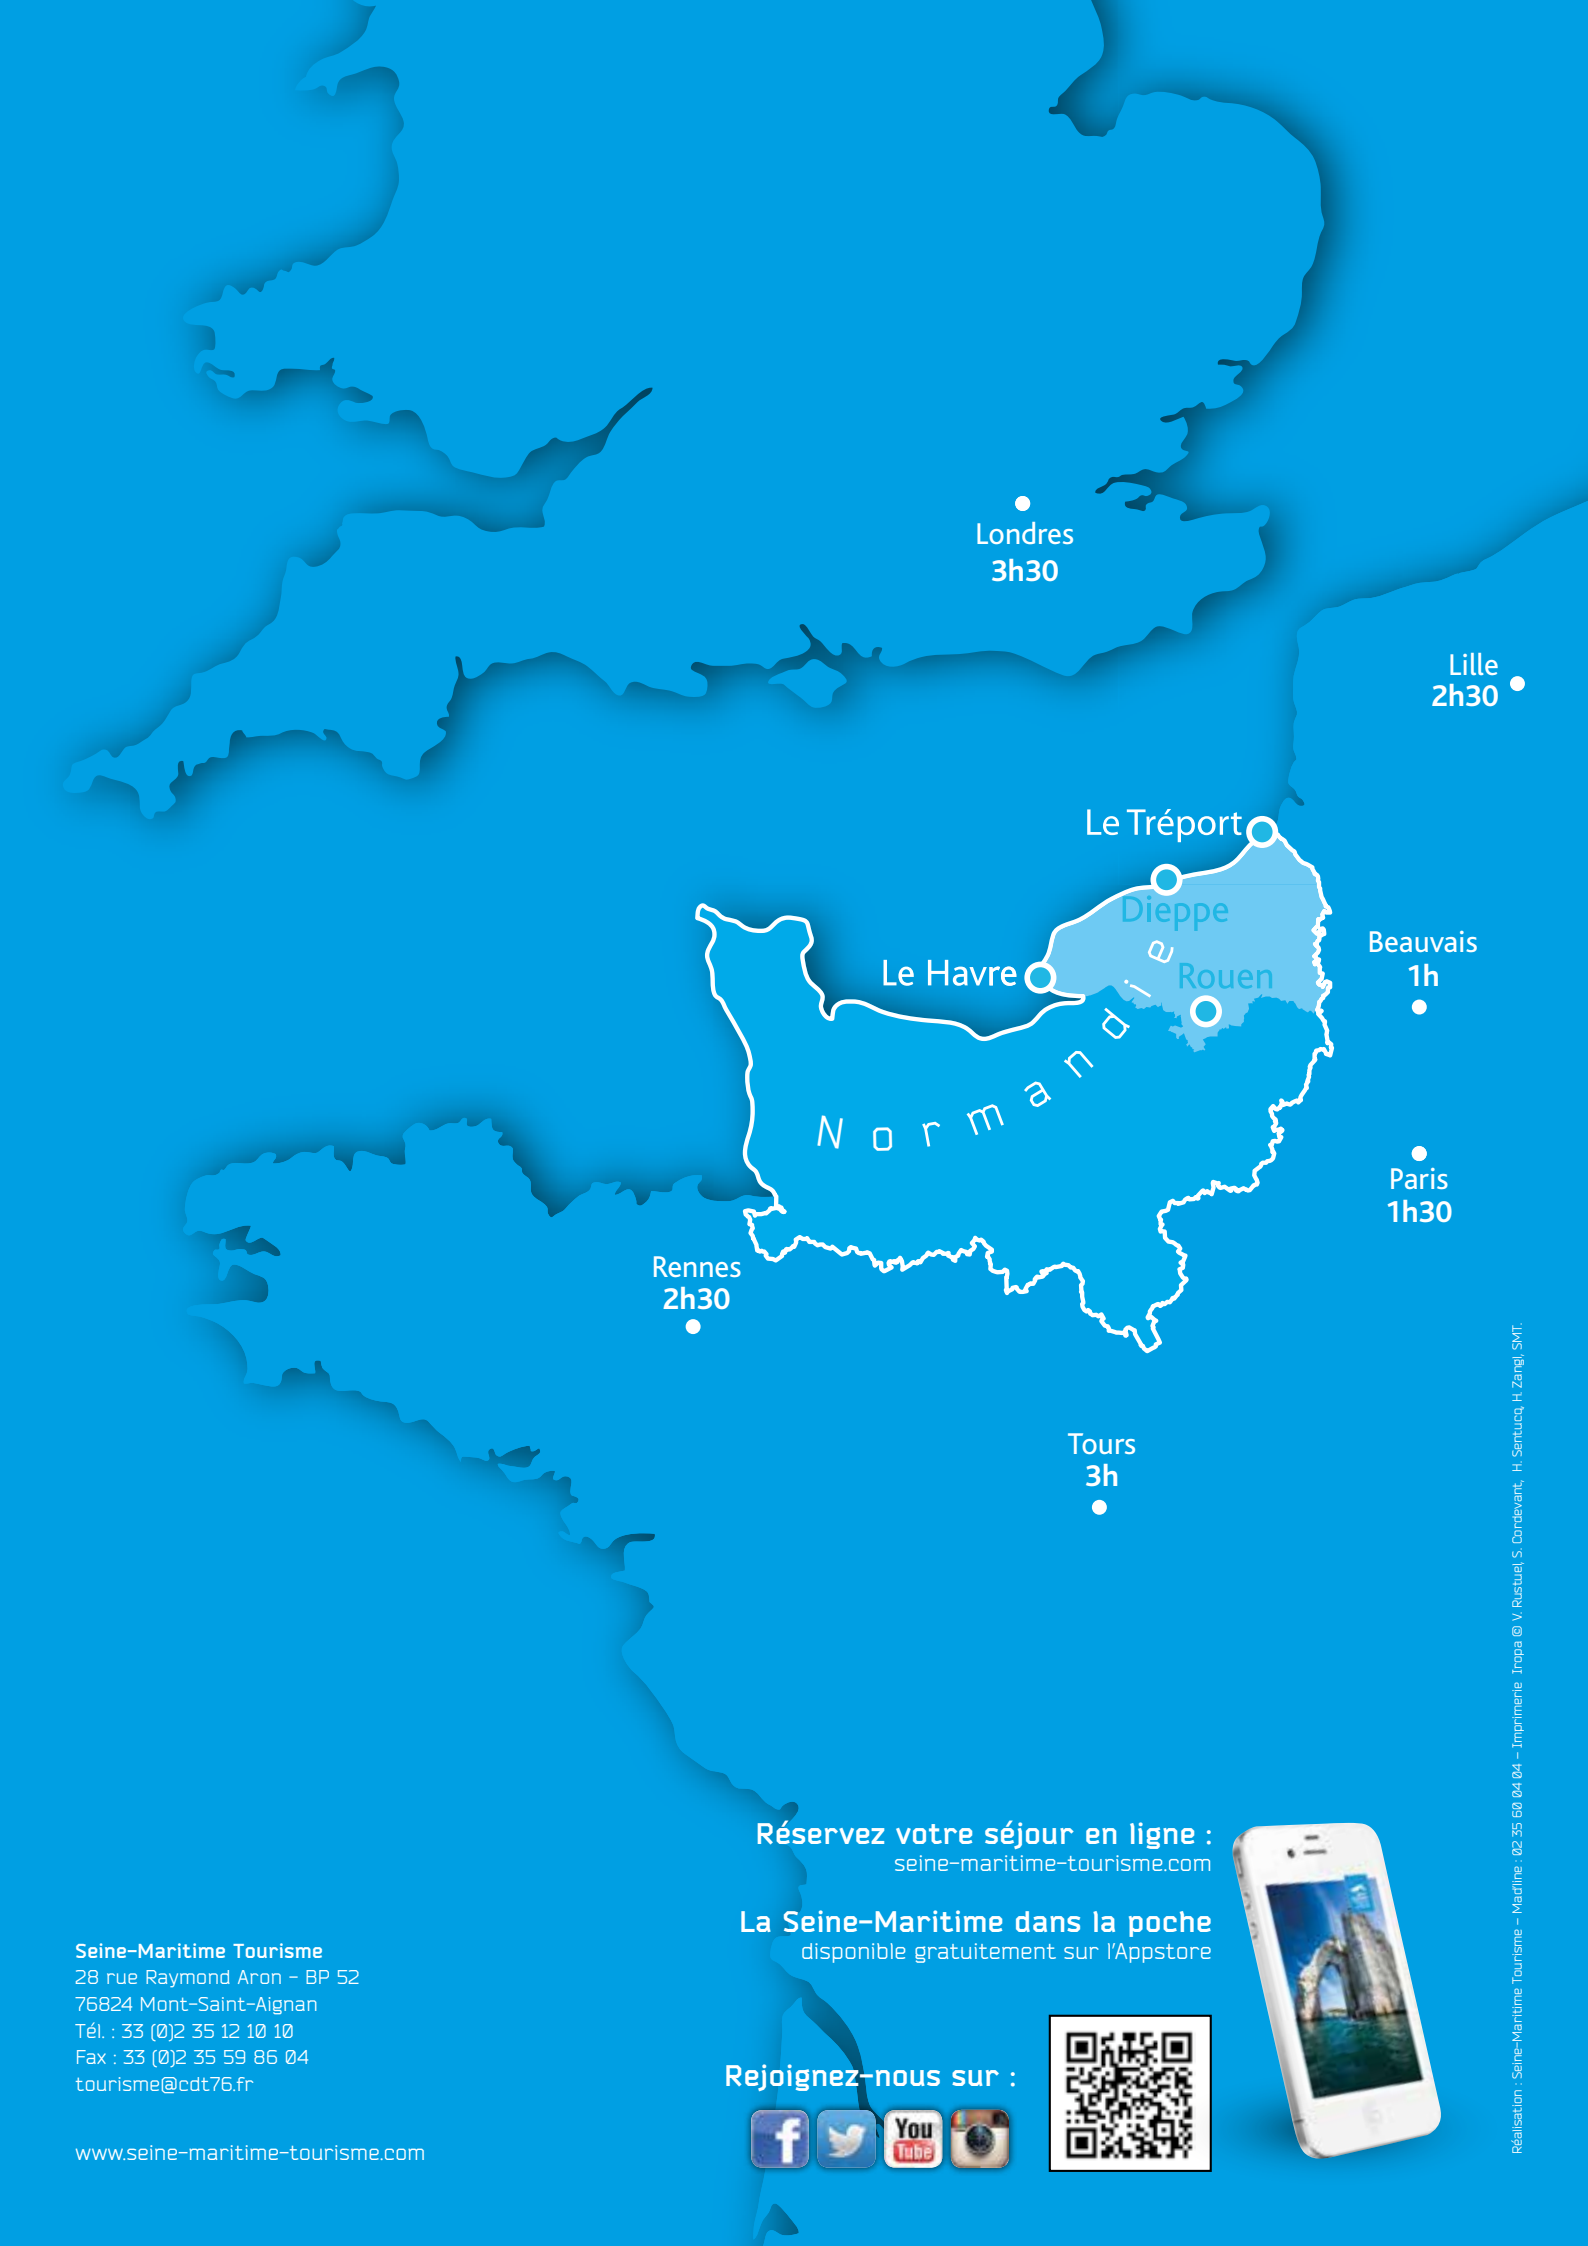 Londres
3h30
Lille
2h30
Le Tréport
Dieppe
Le Havre
Rouen
Beauvais
1h
Normandie
Paris
1h30
Rennes
2h30
Tours
3h
Réservez votre séjour en ligne :
seine-maritime-tourisme.com
La Seine-Maritime dans la poche
disponible gratuitement sur l'Appstore
Rejoignez-nous sur :
You
Tube
Seine-Maritime Tourisme
28 rue Raymond Aron - BP 52
76824 Mont-Saint-Aignan
Tél. : 33 (0)2 35 12 10 10
Fax : 33 (0)2 35 59 86 04
tourisme@cdt76.fr
www.seine-maritime-tourisme.com
Réalisation : Seine-Maritime Tourisme - Mad'line : 02 35 60 04 04 - Imprimerie Iropa © V. Rustuel, S. Cordevant, H. Sentucq, H. Zangl, SMT.